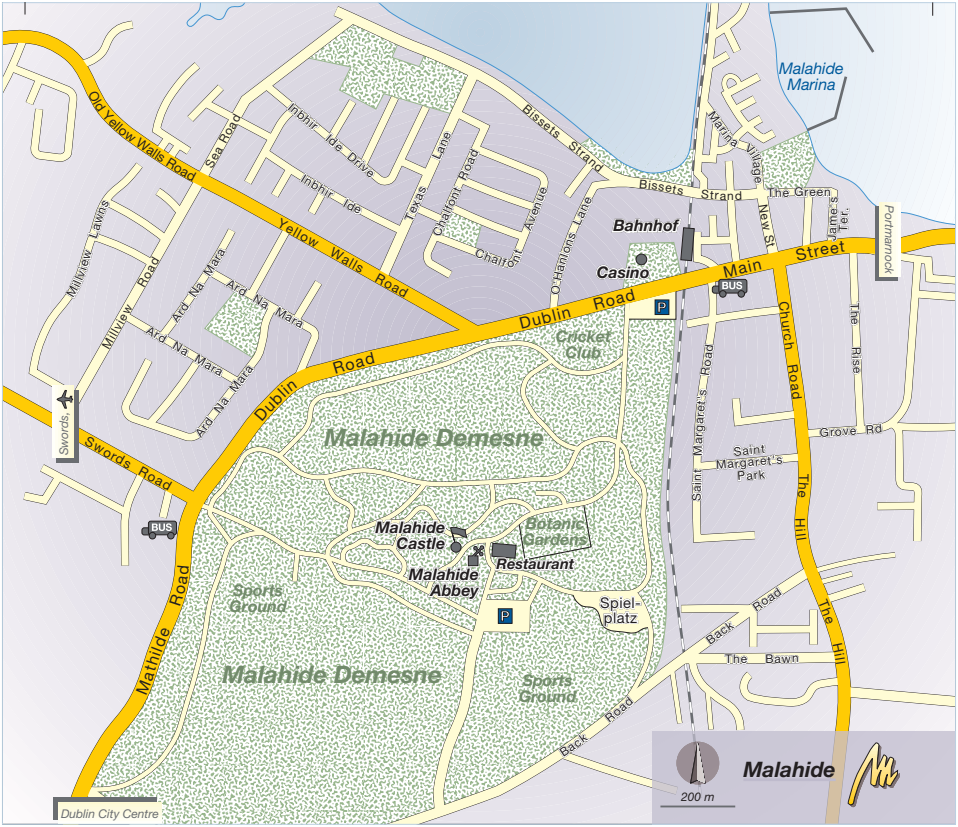 Malahide
Marina
Old Yellow Walls Road
Sea Road
Inbhir Ide Drive
Inbhir Ide
Texas Lane
Chalfont Road
Chalfont Avenue
Bissets Strand
Bissets Strand
Marina Village
The Green
New St
Jame's
Ter.
Portmarnock
O'Hanlons Lane
Bahnhof
Casino
P
BUS
Main Street
Yellow Walls Road
Dublin Road
Dublin Road
Millview Lawns
Millview Road
Ard Na Mara
Ard Na Mara
Ard Na Mara
Ard Na Mara
Cricket
Club
Church Road
The Rise
Saint Margaret's Road
Grove Rd
Saint
Margaret's
Park
Swords,
Swords Road
BUS
Malahide Demesne
Malahide
Castle
Botanic
Gardens
Restaurant
Malahide
Abbey
P
Spiel-
platz
Sports
Ground
Mathilde Road
Malahide Demesne
Sports
Ground
The Hill
The Hill
Back Road
Back Road
The Bawn
Dublin City Centre
200 m
Malahide